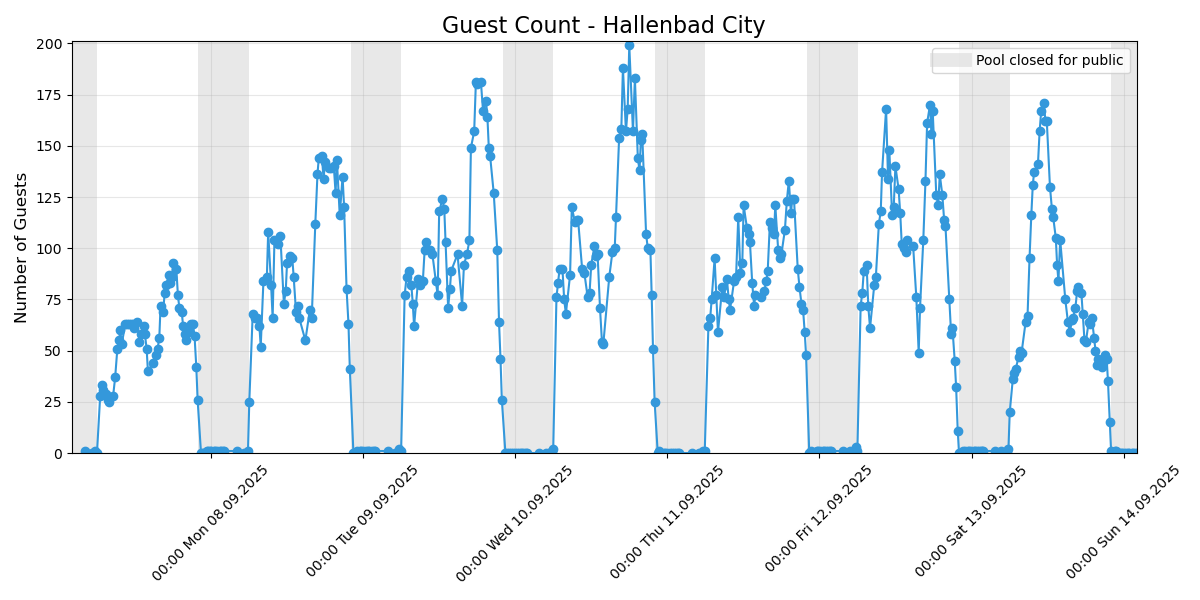 Guest Count - Hallenbad City
Pool closed for public
Number of Guests
200
175
150
125
100
75
50
25
0
00:00 Mon 08.09.2025
00:00 Tue 09.09.2025
00:00 Wed 10.09.2025
00:00 Thu 11.09.2025
00:00 Fri 12.09.2025
00:00 Sat 13.09.2025
00:00 Sun 14.09.2025